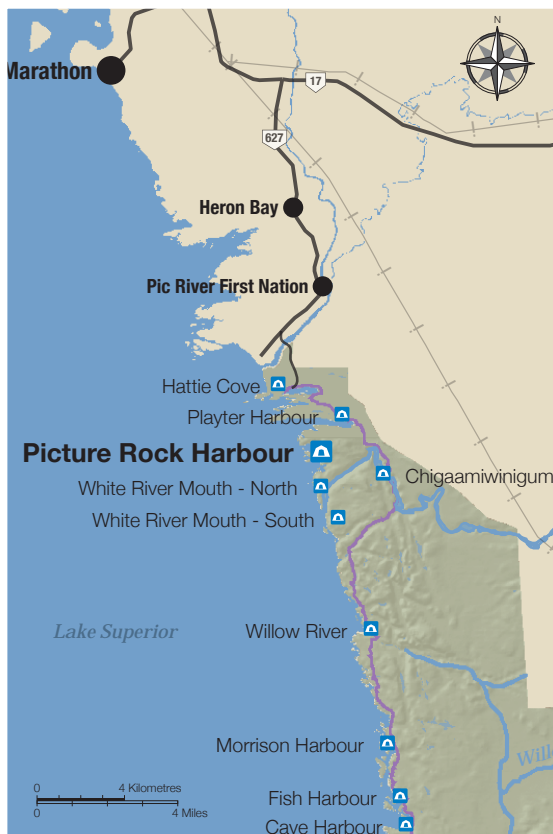 N
Marathon
17
627
Heron Bay
Pic River First Nation
Hattie Cove
Playter Harbour
Picture Rock Harbour
Chigaamiwinigum
White River Mouth - North
White River Mouth - South
Lake Superior
Willow River
Morrison Harbour
Willo
0 4 Kilometres
0 4 Miles
Fish Harbour
Cave Harbour